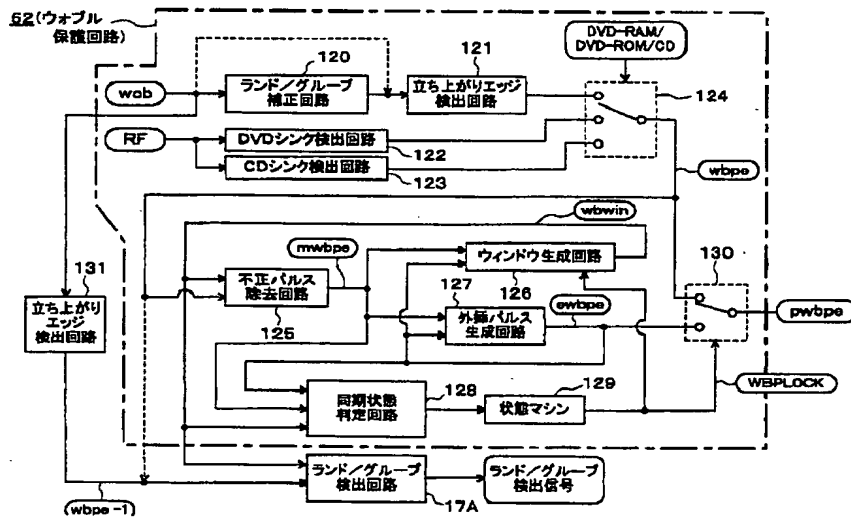 52(ウォブル
保護回路)
DVD-RAM/
DVD-ROM/CD
120
121
wob
ランド/グルーブ
補正回路
立ち上がりエッジ
検出回路
124
RF
DVDシンク検出回路
122
CDシンク検出回路
123
wbpe
wbwin
131
立ち上がり
エッジ
検出回路
不正パルス
除去回路
125
mwbpe
ウィンドウ生成回路
126
127
外挿パルス
生成回路
ewbpe
130
pwbpe
同期状態
判定回路
128
129
状態マシン
WBPLOCK
ランド/グルーブ
検出回路
17A
ランド/グルーブ
検出信号
wbpe-1